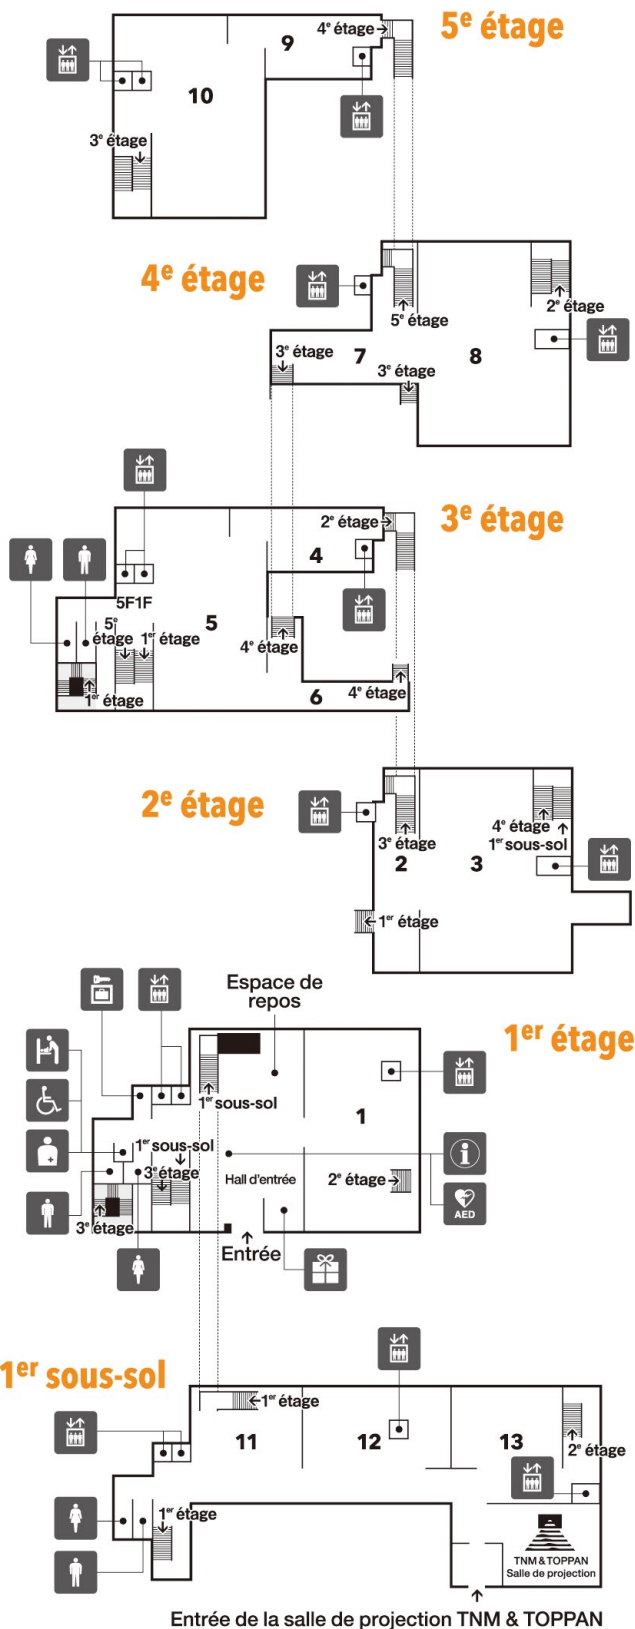 5ᵉ étage
4ᵉ étage
9
10
3ᵉ étage
4ᵉ étage
2ᵉ étage
5ᵉ étage
3ᵉ étage
7
8
3ᵉ étage
3ᵉ étage
2ᵉ étage
4
5F1F
5
5ᵉ étage
1ᵉʳ étage
4ᵉ étage
1ᵉʳ étage
6
4ᵉ étage
2ᵉ étage
4ᵉ étage
3ᵉ étage
1ᵉʳ sous-sol
2
3
1ᵉʳ étage
Espace de
repos
1er étage
1ᵉʳ sous-sol
1
1ᵉʳ sous-sol
3ᵉ étage
Hall d'entrée
2ᵉ étage
AED
3ᵉ étage
Entrée
1ᵉʳ sous-sol
1ᵉʳ étage
11
12
13
2ᵉ étage
1ᵉʳ étage
TNM & TOPPAN
Salle de projection
Entrée de la salle de projection TNM & TOPPAN